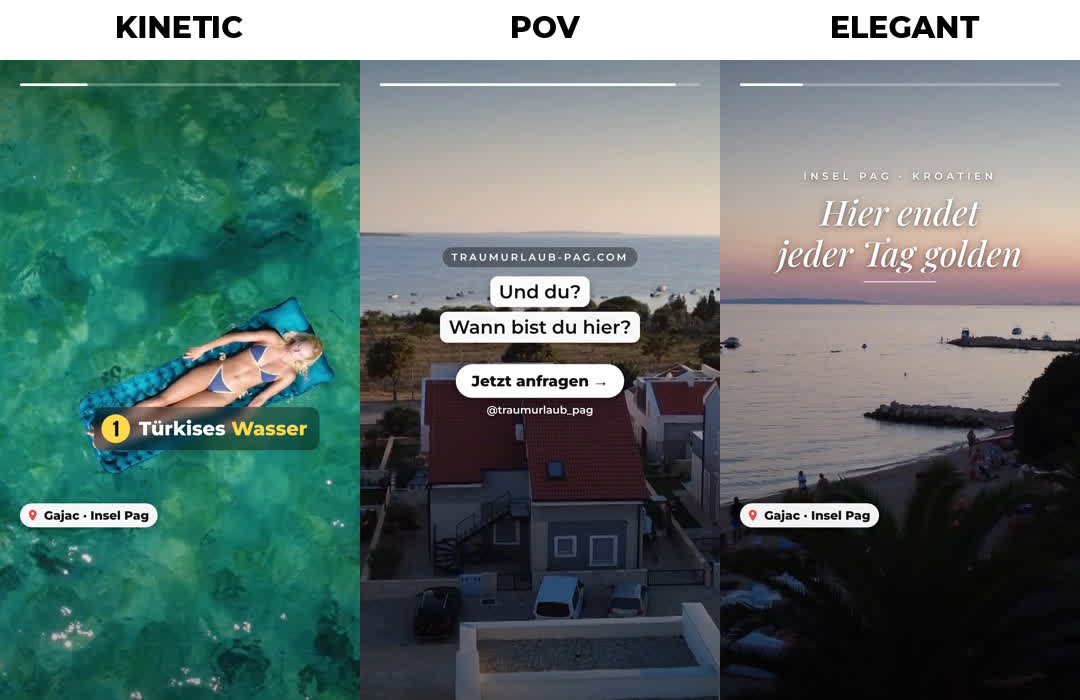 KINETIC
POV
ELEGANT
1 Türkises Wasser
Gajac · Insel Pag
TRAUMURLAUB-PAG.COM
Und du?
Wann bist du hier?
Jetzt anfragen →
@traumurlaub_pag
INSEL PAG · KROATIEN
Hier endet
jeder Tag golden
Gajac · Insel Pag